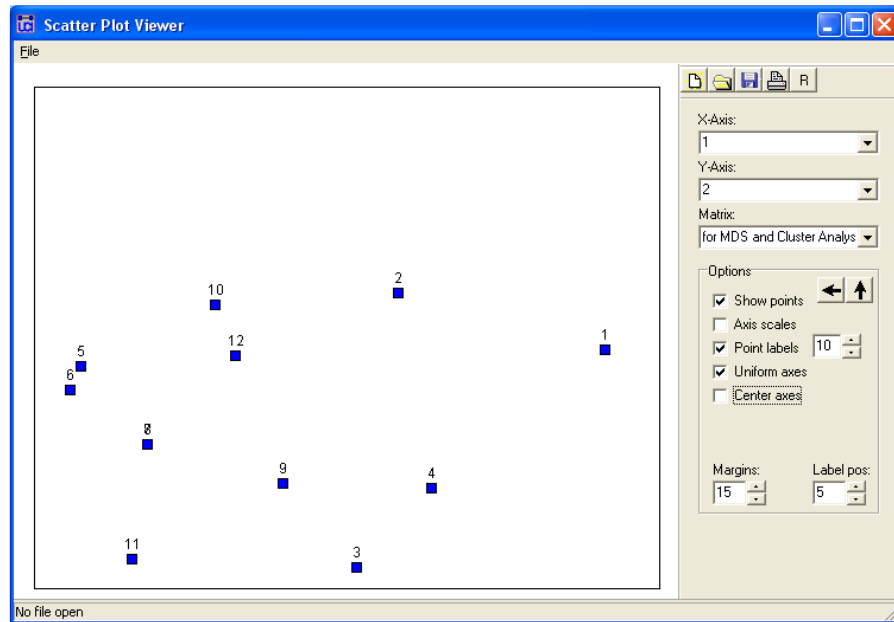 Scatter Plot Viewer
File
R
X-Axis:
1
Y-Axis:
2
Matrix:
for MDS and Cluster Analys
Options
Show points
Axis scales
Point labels 10
Uniform axes
Center axes
Margins: Label pos:
15 5
2
10
1
12
5
6
9
4
11
3
No file open